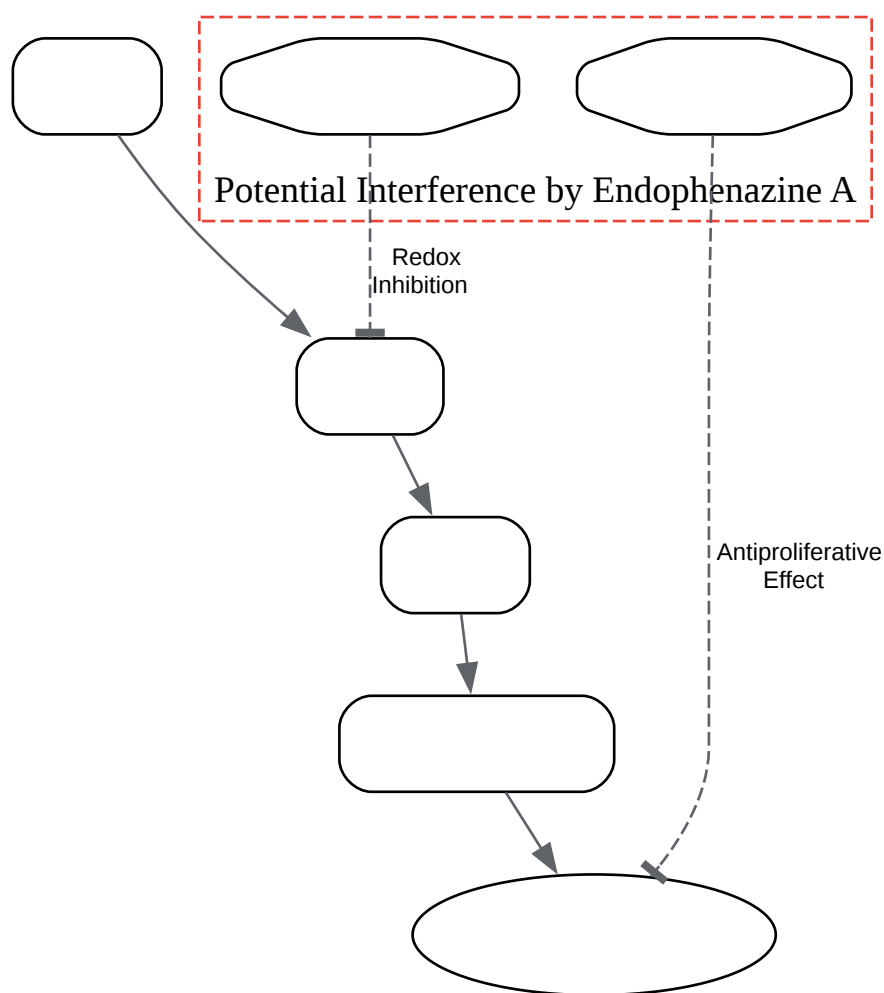 Potential Interference by Endophenazine A
Redox
Inhibition
Antiproliferative
Effect